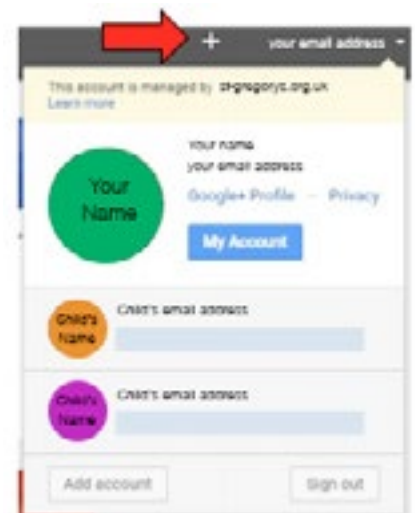 + your email address
This account is managed by st-gregorys.org.uk
Learn more
Your name
your email address
Your
Name
Google+ Profile – Privacy
My Account
Child's email address
Child's
Name
Child's email address
Child's
Name
Add account Sign out